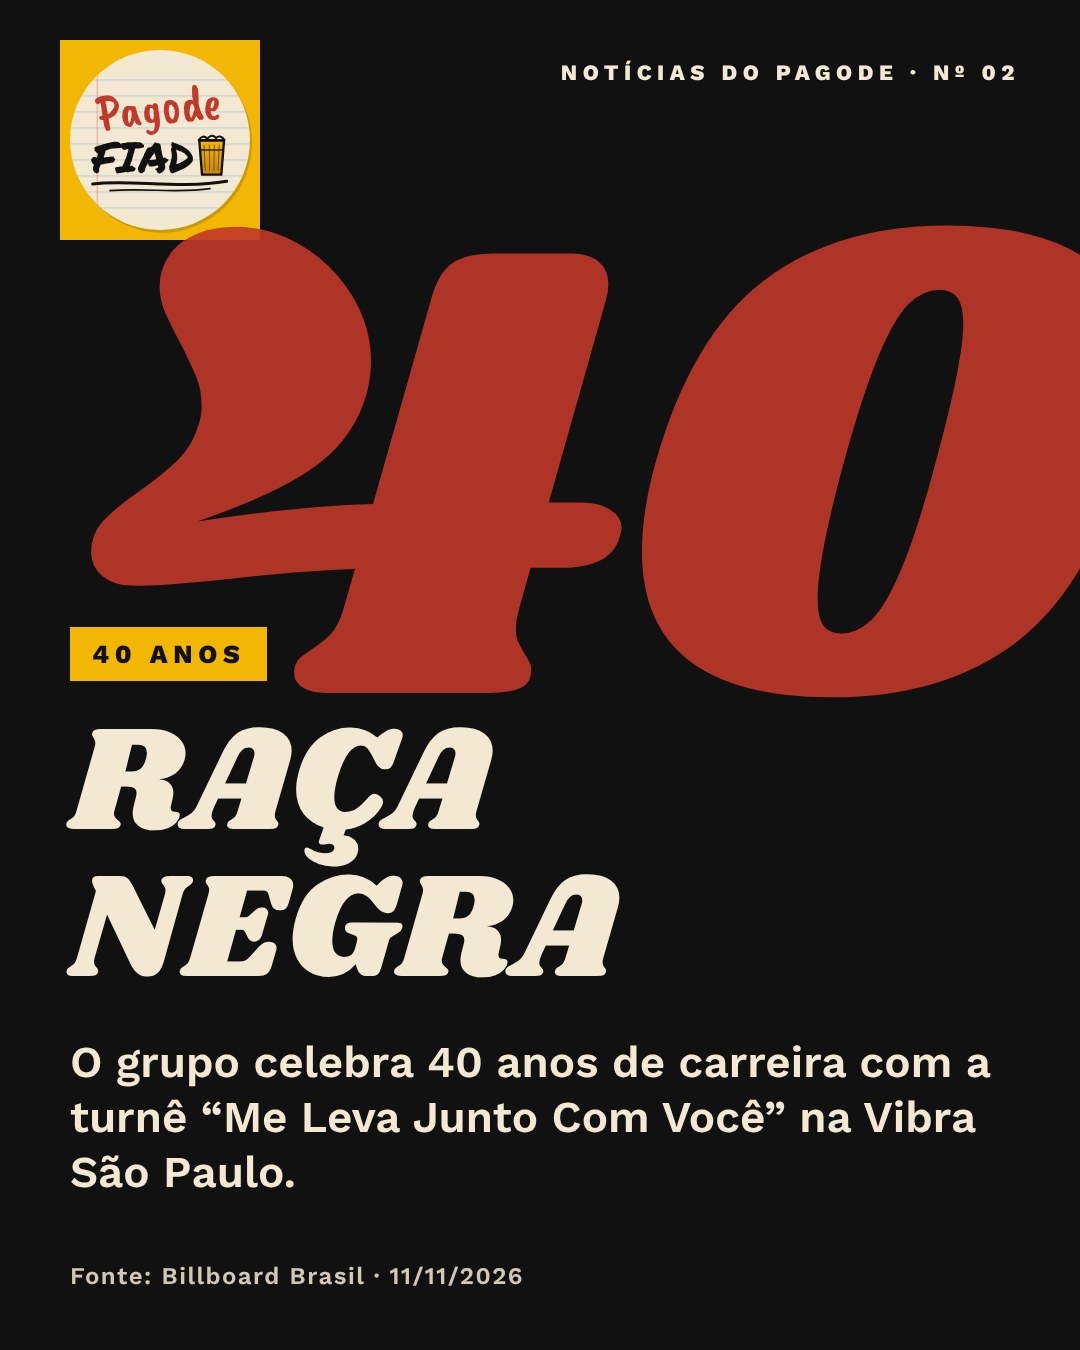 Pagode
FIADO
NOTÍCIAS DO PAGODE · Nº 02
40
40 ANOS
RAÇA
NEGRA
O grupo celebra 40 anos de carreira com a
turnê “Me Leva Junto Com Você” na Vibra
São Paulo.
Fonte: Billboard Brasil · 11/11/2026